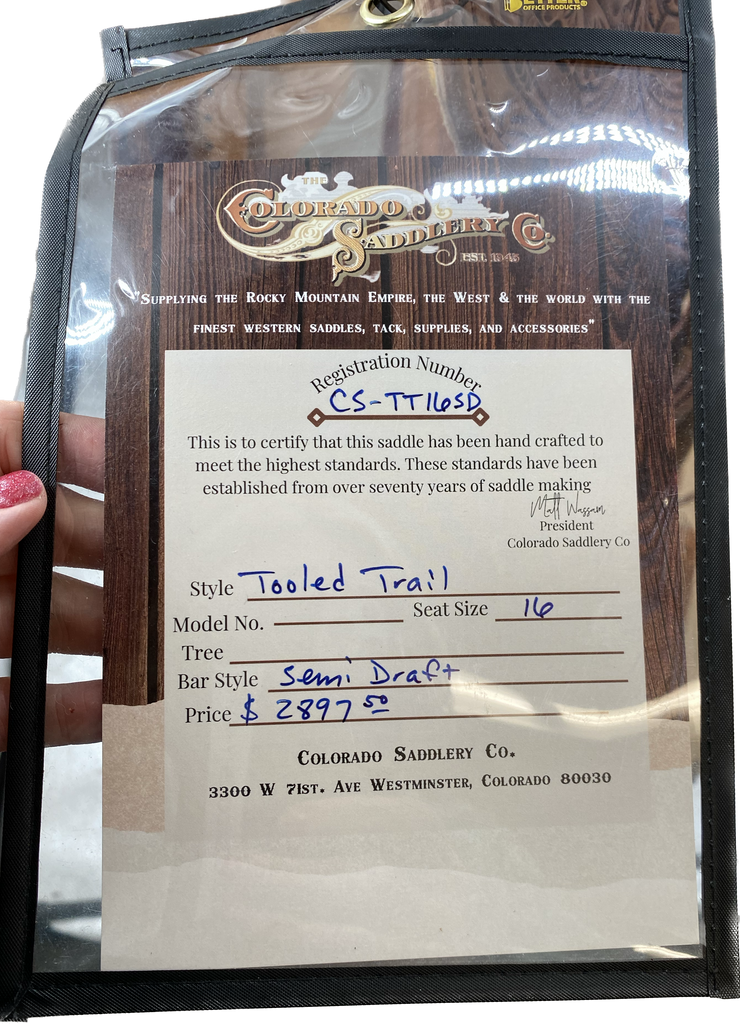 BETTER
OFFICE PRODUCTS
THE
COLORADO
SADDLERY CO.
EST. 1945
"SUPPLYING THE ROCKY MOUNTAIN EMPIRE, THE WEST & THE WORLD WITH THE
FINEST WESTERN SADDLES, TACK, SUPPLIES, AND ACCESSORIES"
Registration Number
CS-TT16SD
This is to certify that this saddle has been hand crafted to
meet the highest standards. These standards have been
established from over seventy years of saddle making
Matt Wassam
President
Colorado Saddlery Co
Style Tooled Trail
Model No. Seat Size 16
Tree
Bar Style Semi Draft
Price $ 2897 50
COLORADO SADDLERY CO.
3300 W 71ST. AVE WESTMINSTER, COLORADO 80030